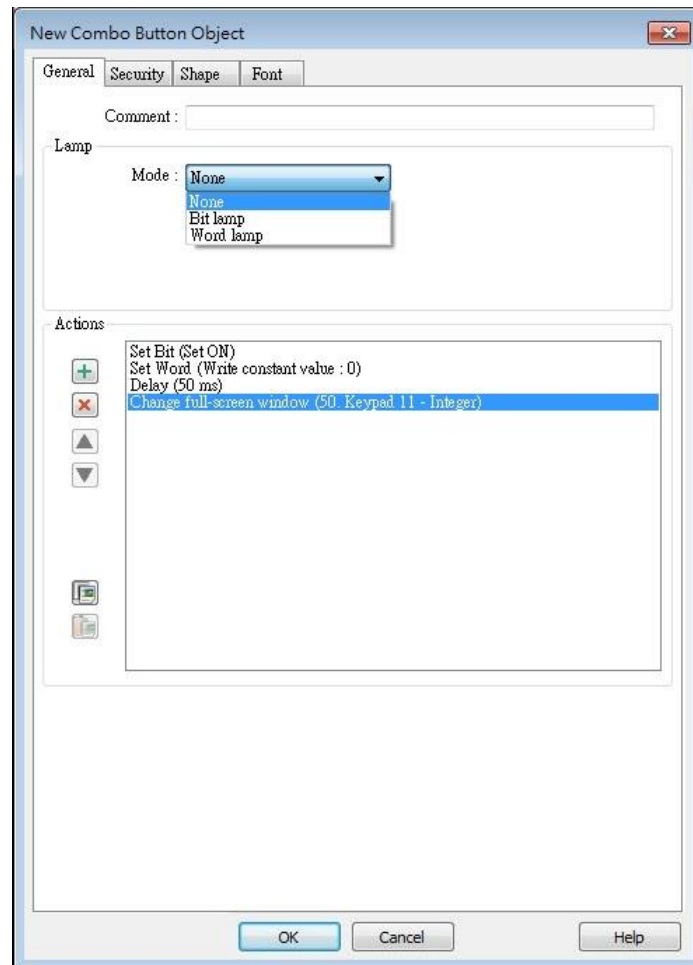 New Combo Button Object
General Security Shape Font
Comment :
Lamp
Mode : None
None
Bit lamp
Word lamp
Actions
Set Bit (Set ON)
Set Word (Write constant value : 0)
Delay (50 ms)
Change full-screen window (50. Keypad 11 - Integer)
OK Cancel Help